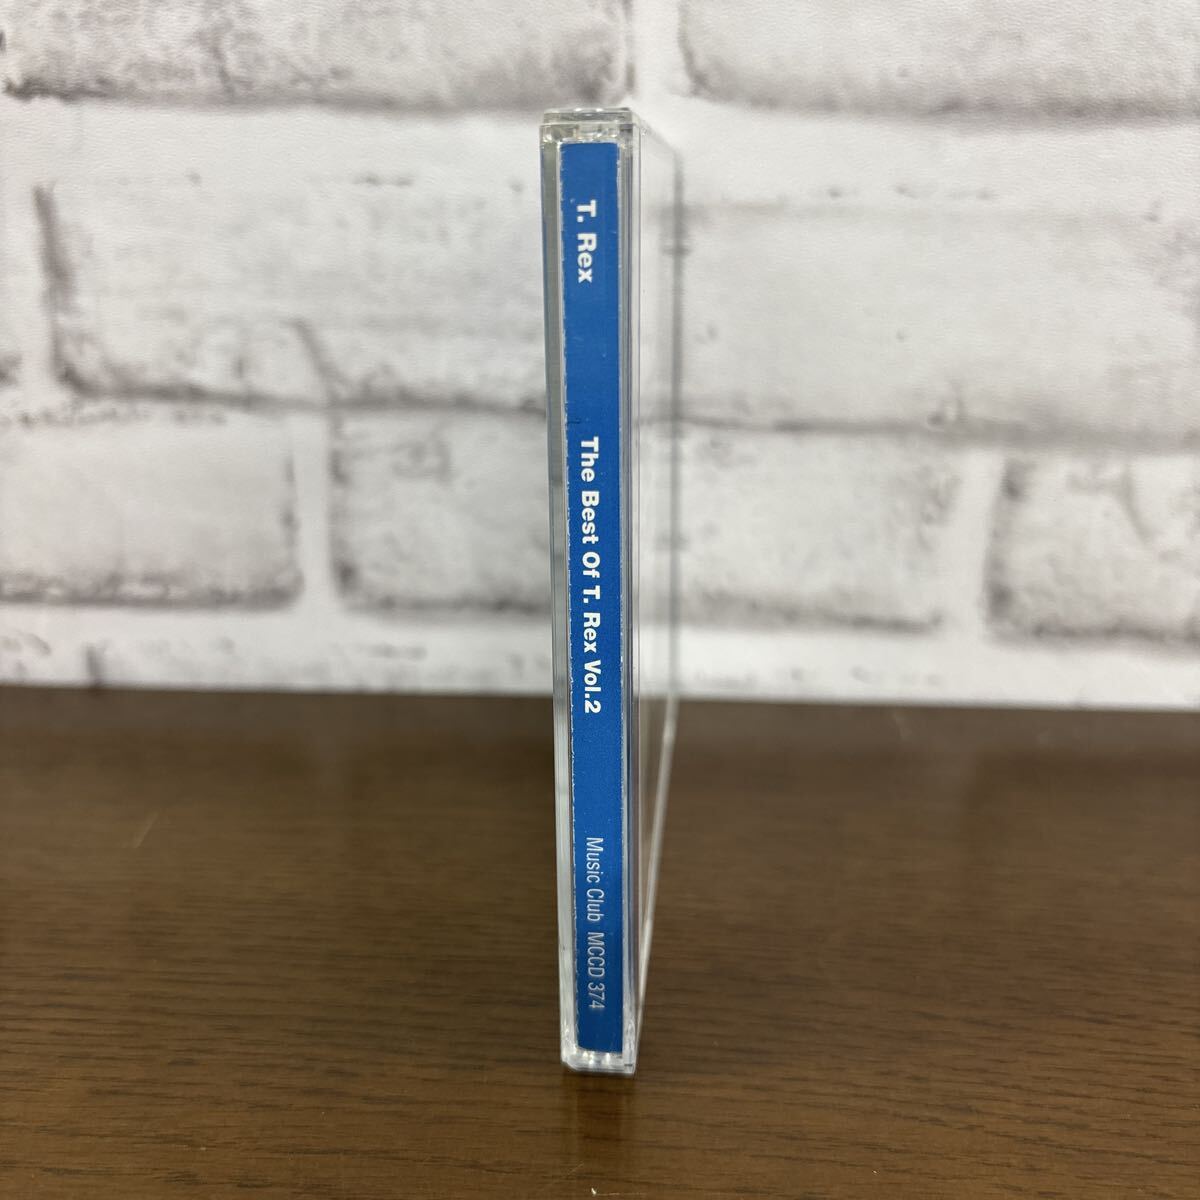 T. Rex
The Best Of T. Rex Vol.2
Music Club MCCD 374